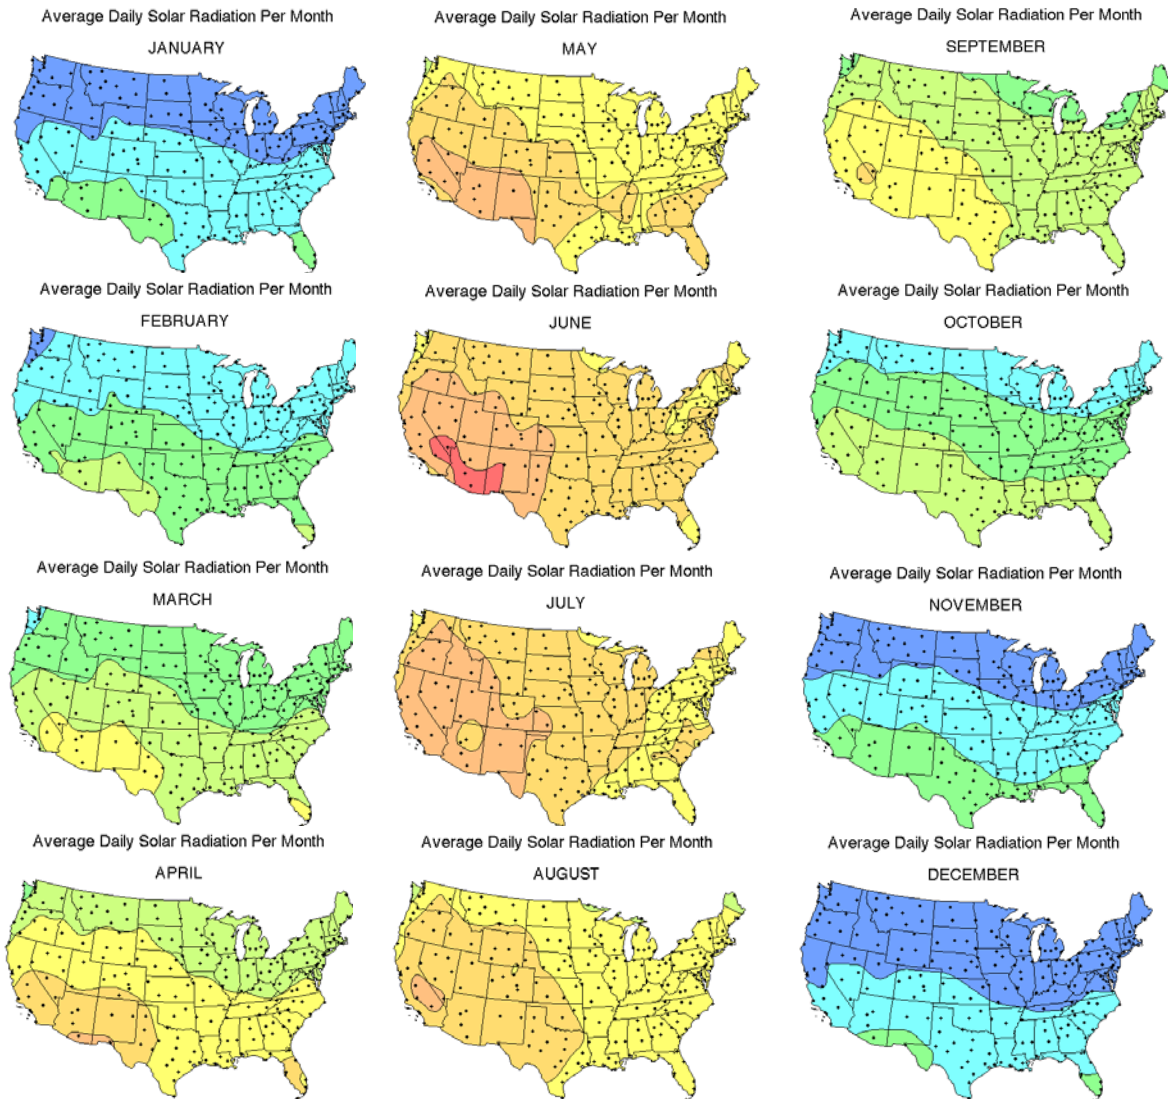 Average Daily Solar Radiation Per Month
JANUARY
Average Daily Solar Radiation Per Month
MAY
Average Daily Solar Radiation Per Month
SEPTEMBER
Average Daily Solar Radiation Per Month
FEBRUARY
Average Daily Solar Radiation Per Month
JUNE
Average Daily Solar Radiation Per Month
OCTOBER
Average Daily Solar Radiation Per Month
MARCH
Average Daily Solar Radiation Per Month
JULY
Average Daily Solar Radiation Per Month
NOVEMBER
Average Daily Solar Radiation Per Month
APRIL
Average Daily Solar Radiation Per Month
AUGUST
Average Daily Solar Radiation Per Month
DECEMBER